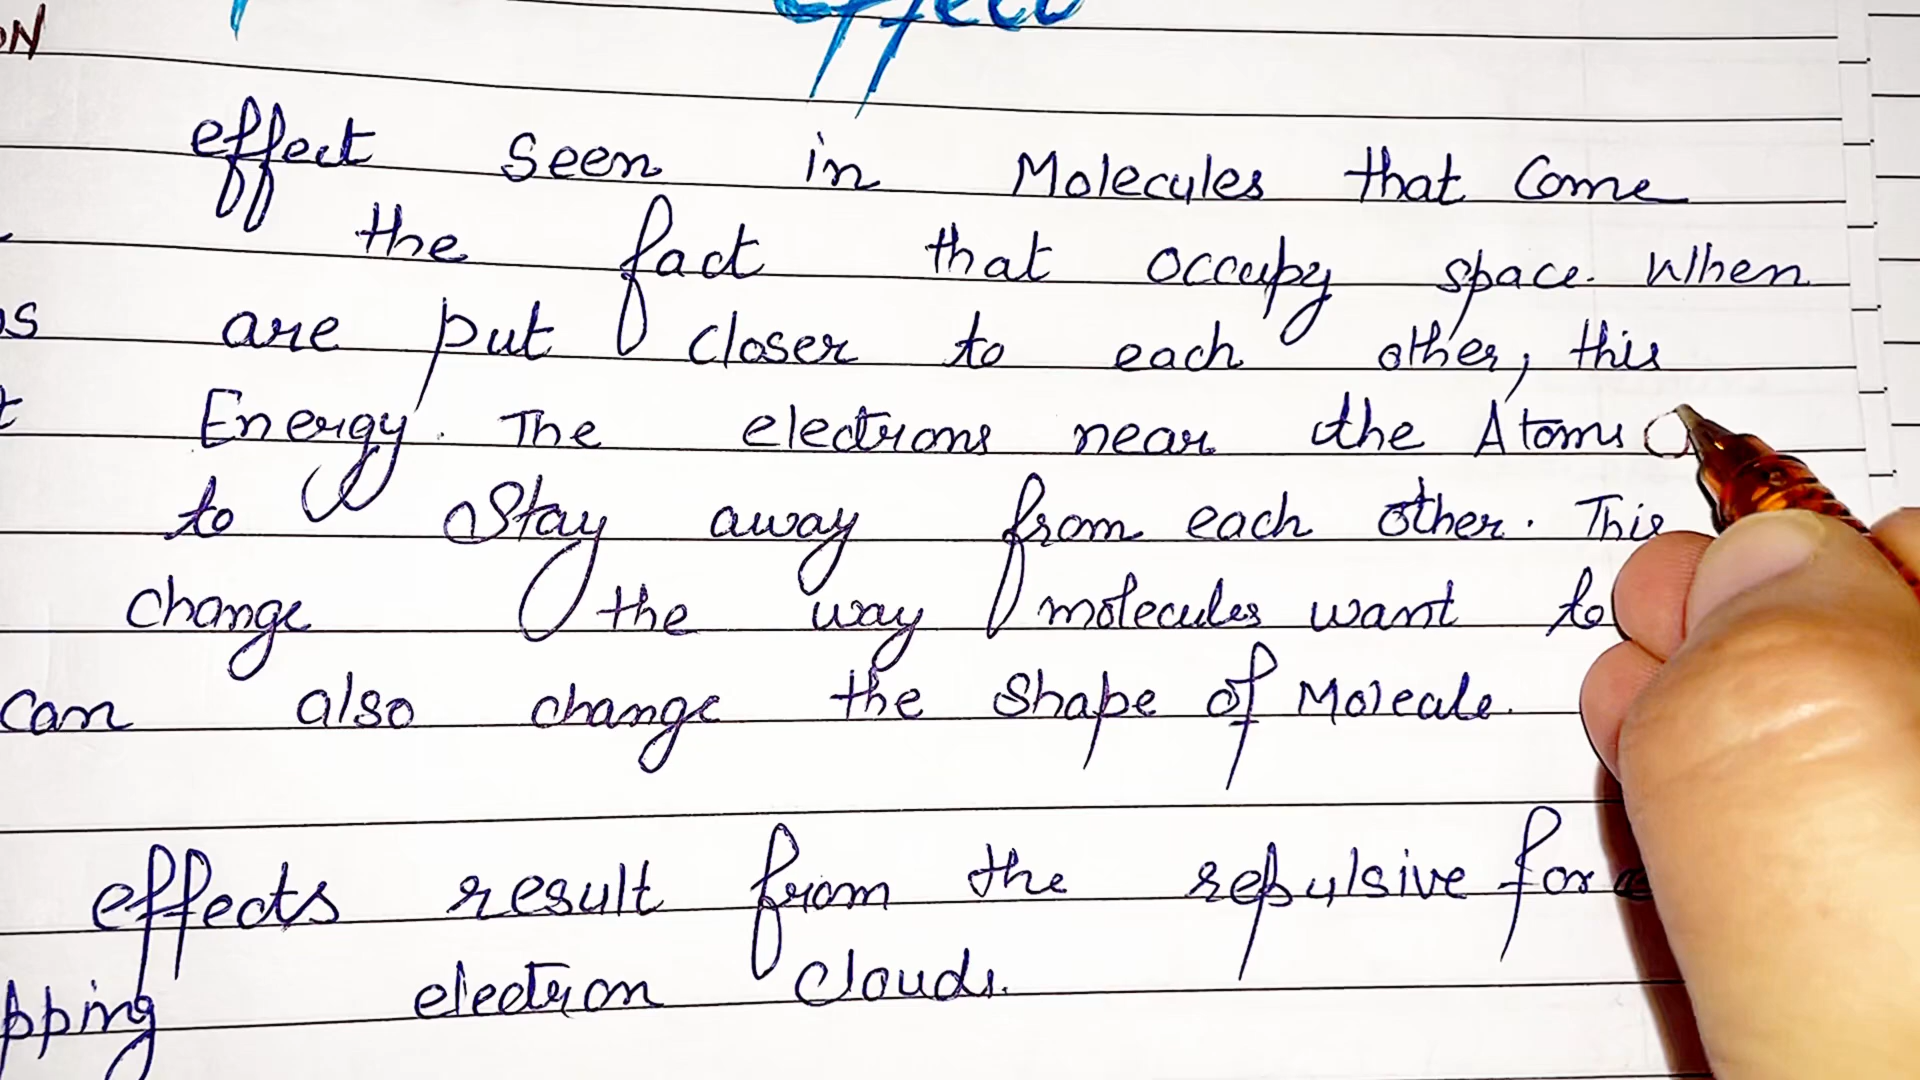 effect
ON
effect seen in Molecules that Come
the fact that occupy space. When
s are put closer to each other, this
t Energy. The electrons near the Atoms
to stay away from each other. This
change the way molecules want to
can also change the shape of Molecule.
effects result from the repulsive for
pping electron clouds.